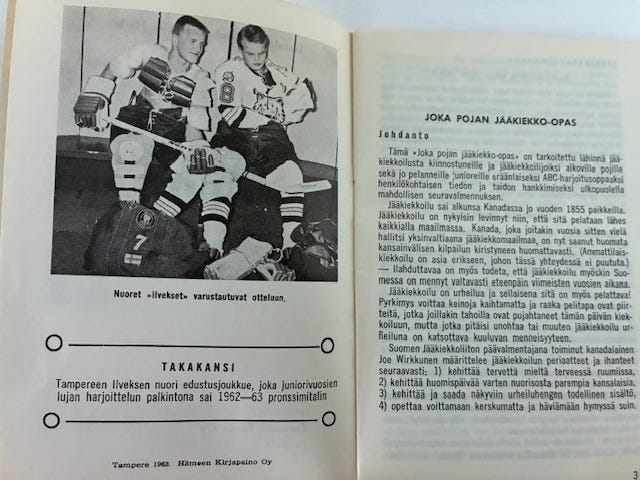 8
7
Nuoret »ilvekset» varustautuvat otteluun.
TAKAKANSI
Tampereen Ilveksen nuori edustusjoukkue, joka juniorivuosien
lujan harjoittelun palkintona sai 1962—63 pronssimitalin
Tampere 1963. Hämeen Kirjapaino Oy
JOKA POJAN JÄÄKIEKKO-OPAS
Johdanto
Tämä »Joka pojan jääkiekko-opas» on tarkoitettu lähinnä jää-
kiekkoilusta kiinnostuneille ja jääkiekkoilijoiksi aikoville pojille
sekä jo pelanneille junioreille eräänlaiseksi ABC-harjoitusoppaaksi
henkilökohtaisen tiedon ja taidon hankkimiseksi ulkopuolella
mahdollisen seuravalmennuksen.
Jääkiekkoilu sai alkunsa Kanadassa jo vuoden 1855 paikkeilla.
Jääkiekkoilu on nykyisin levinnyt niin, että sitä pelataan lähes
kaikkialla maailmassa. Kanada, joka joitakin vuosia sitten vielä
hallitsi yksinvaltiaana jääkiekkomaailmaa, on nyt saanut huomata
kansainvälisen kilpailun kiristyneen huomattavasti. (Ammattilais-
kiekkoilu on asia erikseen, johon tässä yhteydessä ei puututa.)
— Ilahduttavaa on myös todeta, että jääkiekkoilu myöskin Suo-
messa on mennyt valtavasti eteenpäin viimeisten vuosien aikana.
Jääkiekkoilu on urheilua ja sellaisena sitä on myös pelattava!
Pyrkimys voittaa keinoja kaihtamatta ja raaka pelitapa ovat piir-
teitä, jotka joillakin tahoilla ovat pujahtaneet tämän päivän kiek-
koiluun, mutta jotka pitäisi unohtaa tai muuten jääkiekkoilu ur-
heiluna on katsottava kuuluvan menneisyyteen.
Suomen Jääkiekkoliiton päävalmentajana toiminut kanadalainen
Joe Wirkkunen määrittelee jääkiekkoilun periaatteet ja ihanteet
seuraavasti: 1) kehittää tervettä mieltä terveessä ruumiissa,
2) kehittää huomispäivää varten nuorisosta parempia kansalaisia,
3) kehittää ja saada näkyviin urheiluhengen todellinen sisältö,
4) opettaa voittamaan kerskumatta ja häviämään hymyssä suin.
3